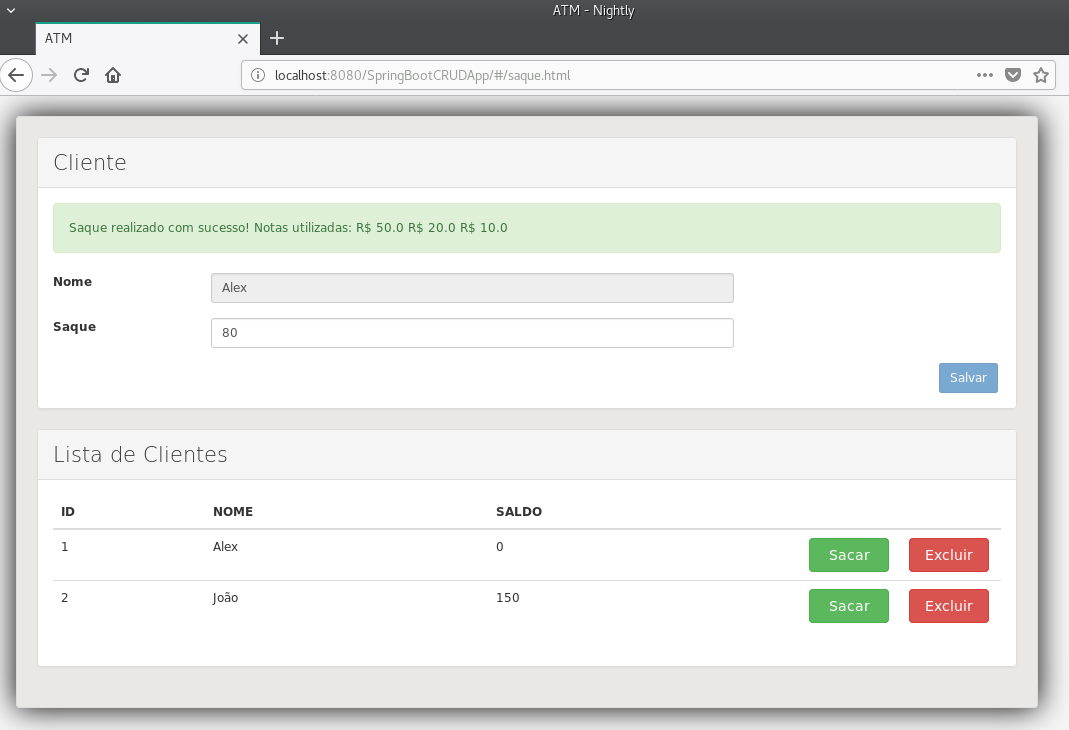 ATM - Nightly
ATM
localhost:8080/SpringBootCRUDApp/#/saque.html
Cliente
Saque realizado com sucesso! Notas utilizadas: R$ 50.0 R$ 20.0 R$ 10.0
Nome Alex
Saque 80
Salvar
Lista de Clientes
ID NOME SALDO
1 Alex 0 Sacar Excluir
2 João 150 Sacar Excluir